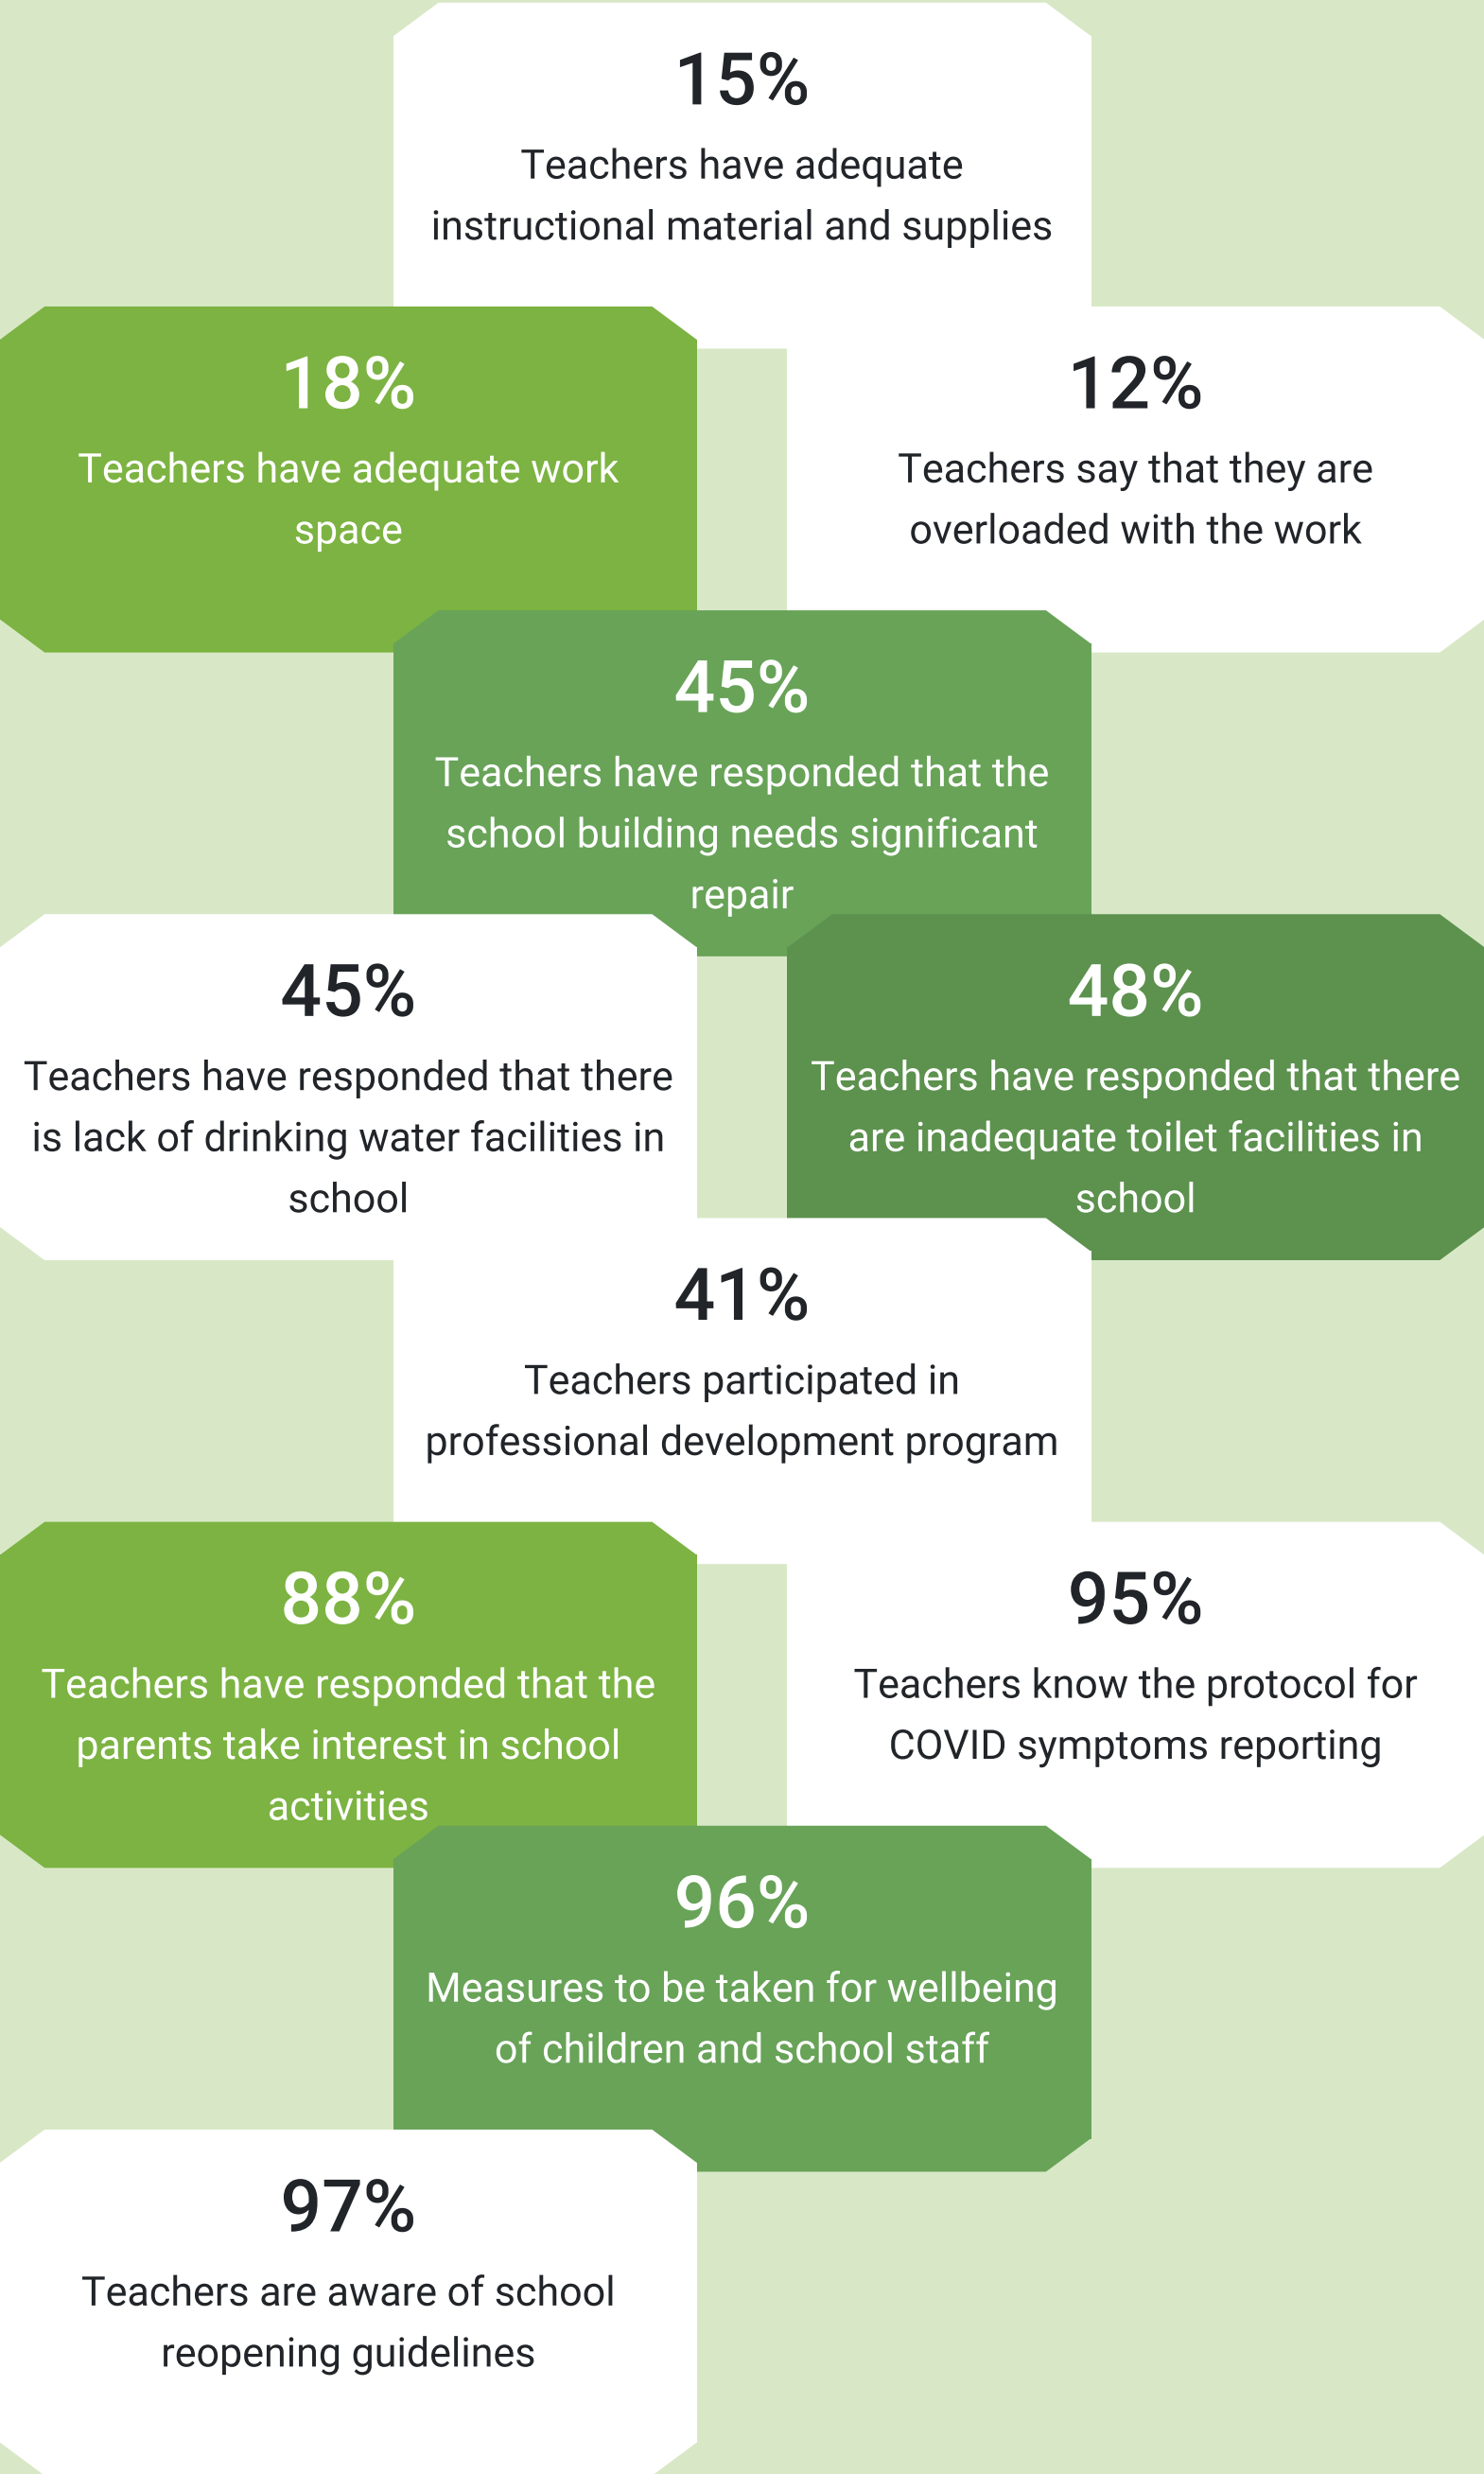 15%
Teachers have adequate
instructional material and supplies
18%
Teachers have adequate work
space
12%
Teachers say that they are
overloaded with the work
45%
Teachers have responded that the
school building needs significant
repair
45%
Teachers have responded that there
is lack of drinking water facilities in
school
48%
Teachers have responded that there
are inadequate toilet facilities in
school
41%
Teachers participated in
professional development program
88%
Teachers have responded that the
parents take interest in school
activities
95%
Teachers know the protocol for
COVID symptoms reporting
96%
Measures to be taken for wellbeing
of children and school staff
97%
Teachers are aware of school
reopening guidelines